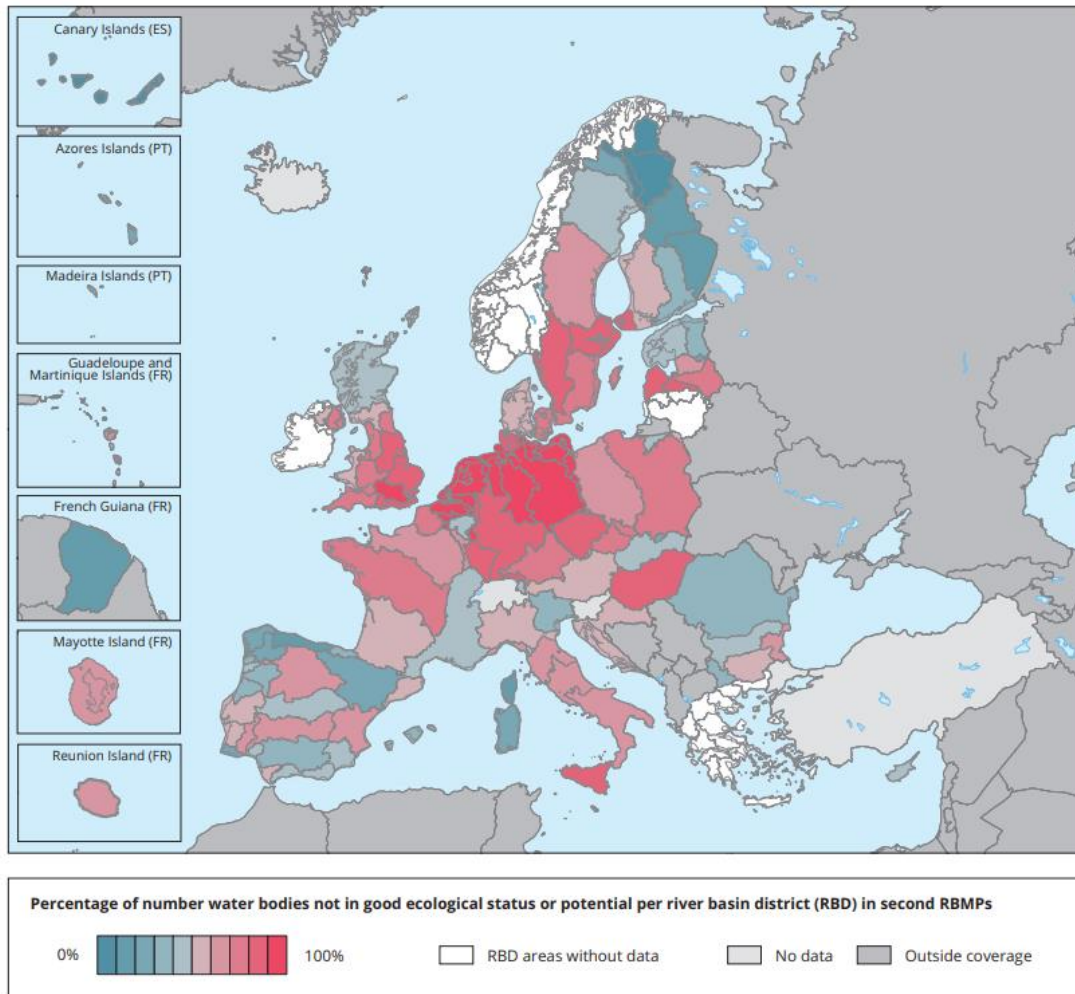 Canary Islands (ES)
Azores Islands (PT)
Madeira Islands (PT)
Guadeloupe and
Martinique Islands (FR)
French Guiana (FR)
Mayotte Island (FR)
Reunion Island (FR)
Percentage of number water bodies not in good ecological status or potential per river basin district (RBD) in second RBMPs
0% 100% RBD areas without data No data Outside coverage